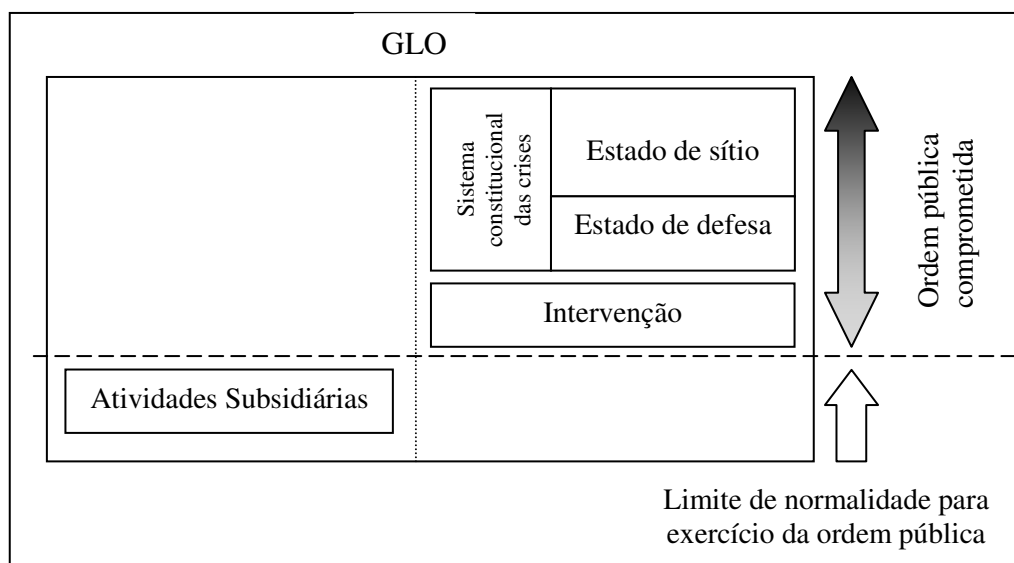 GLO
Sistema
constitucional
das crises
Estado de sítio
Estado de defesa
Intervenção
Ordem pública
comprometida
Atividades Subsidiárias
Limite de normalidade para
exercício da ordem pública